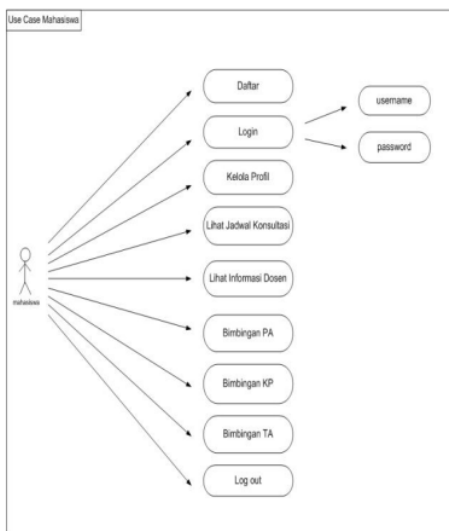 Use Case Mahasiswa
Daftar
Login
username
password
Kelola Profil
Lihat Jadwal Konsultasi
Lihat Informasi Dosen
mahasiswa
Bimbingan PA
Bimbingan KP
Bimbingan TA
Log out